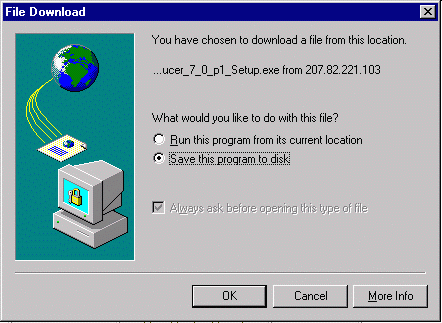 File Download
You have chosen to download a file from this location.
...ucer_7_0_p1_Setup.exe from 207.82.221.103
What would you like to do with this file?
Run this program from its current location
Save this program to disk
Always ask before opening this type of file
OK
Cancel
More Info